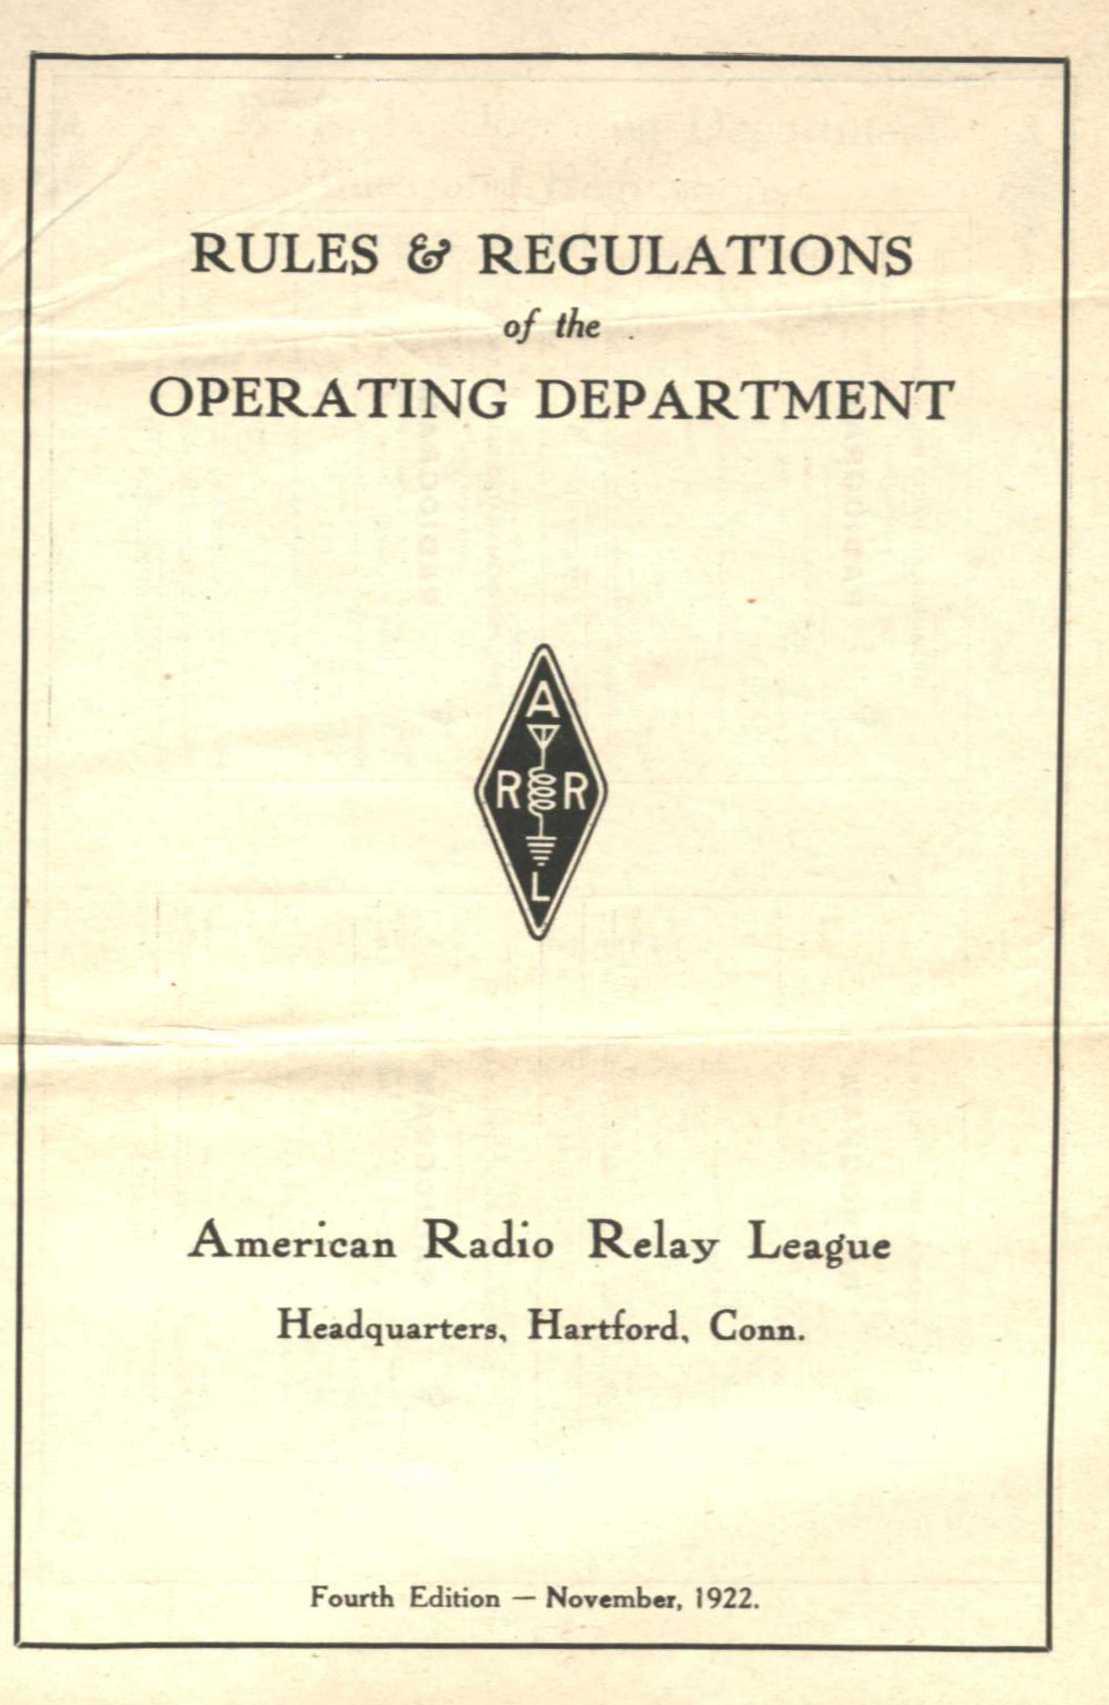 RULES & REGULATIONS
of the
OPERATING DEPARTMENT
A
R R
L
American Radio Relay League
Headquarters, Hartford, Conn.
Fourth Edition — November, 1922.